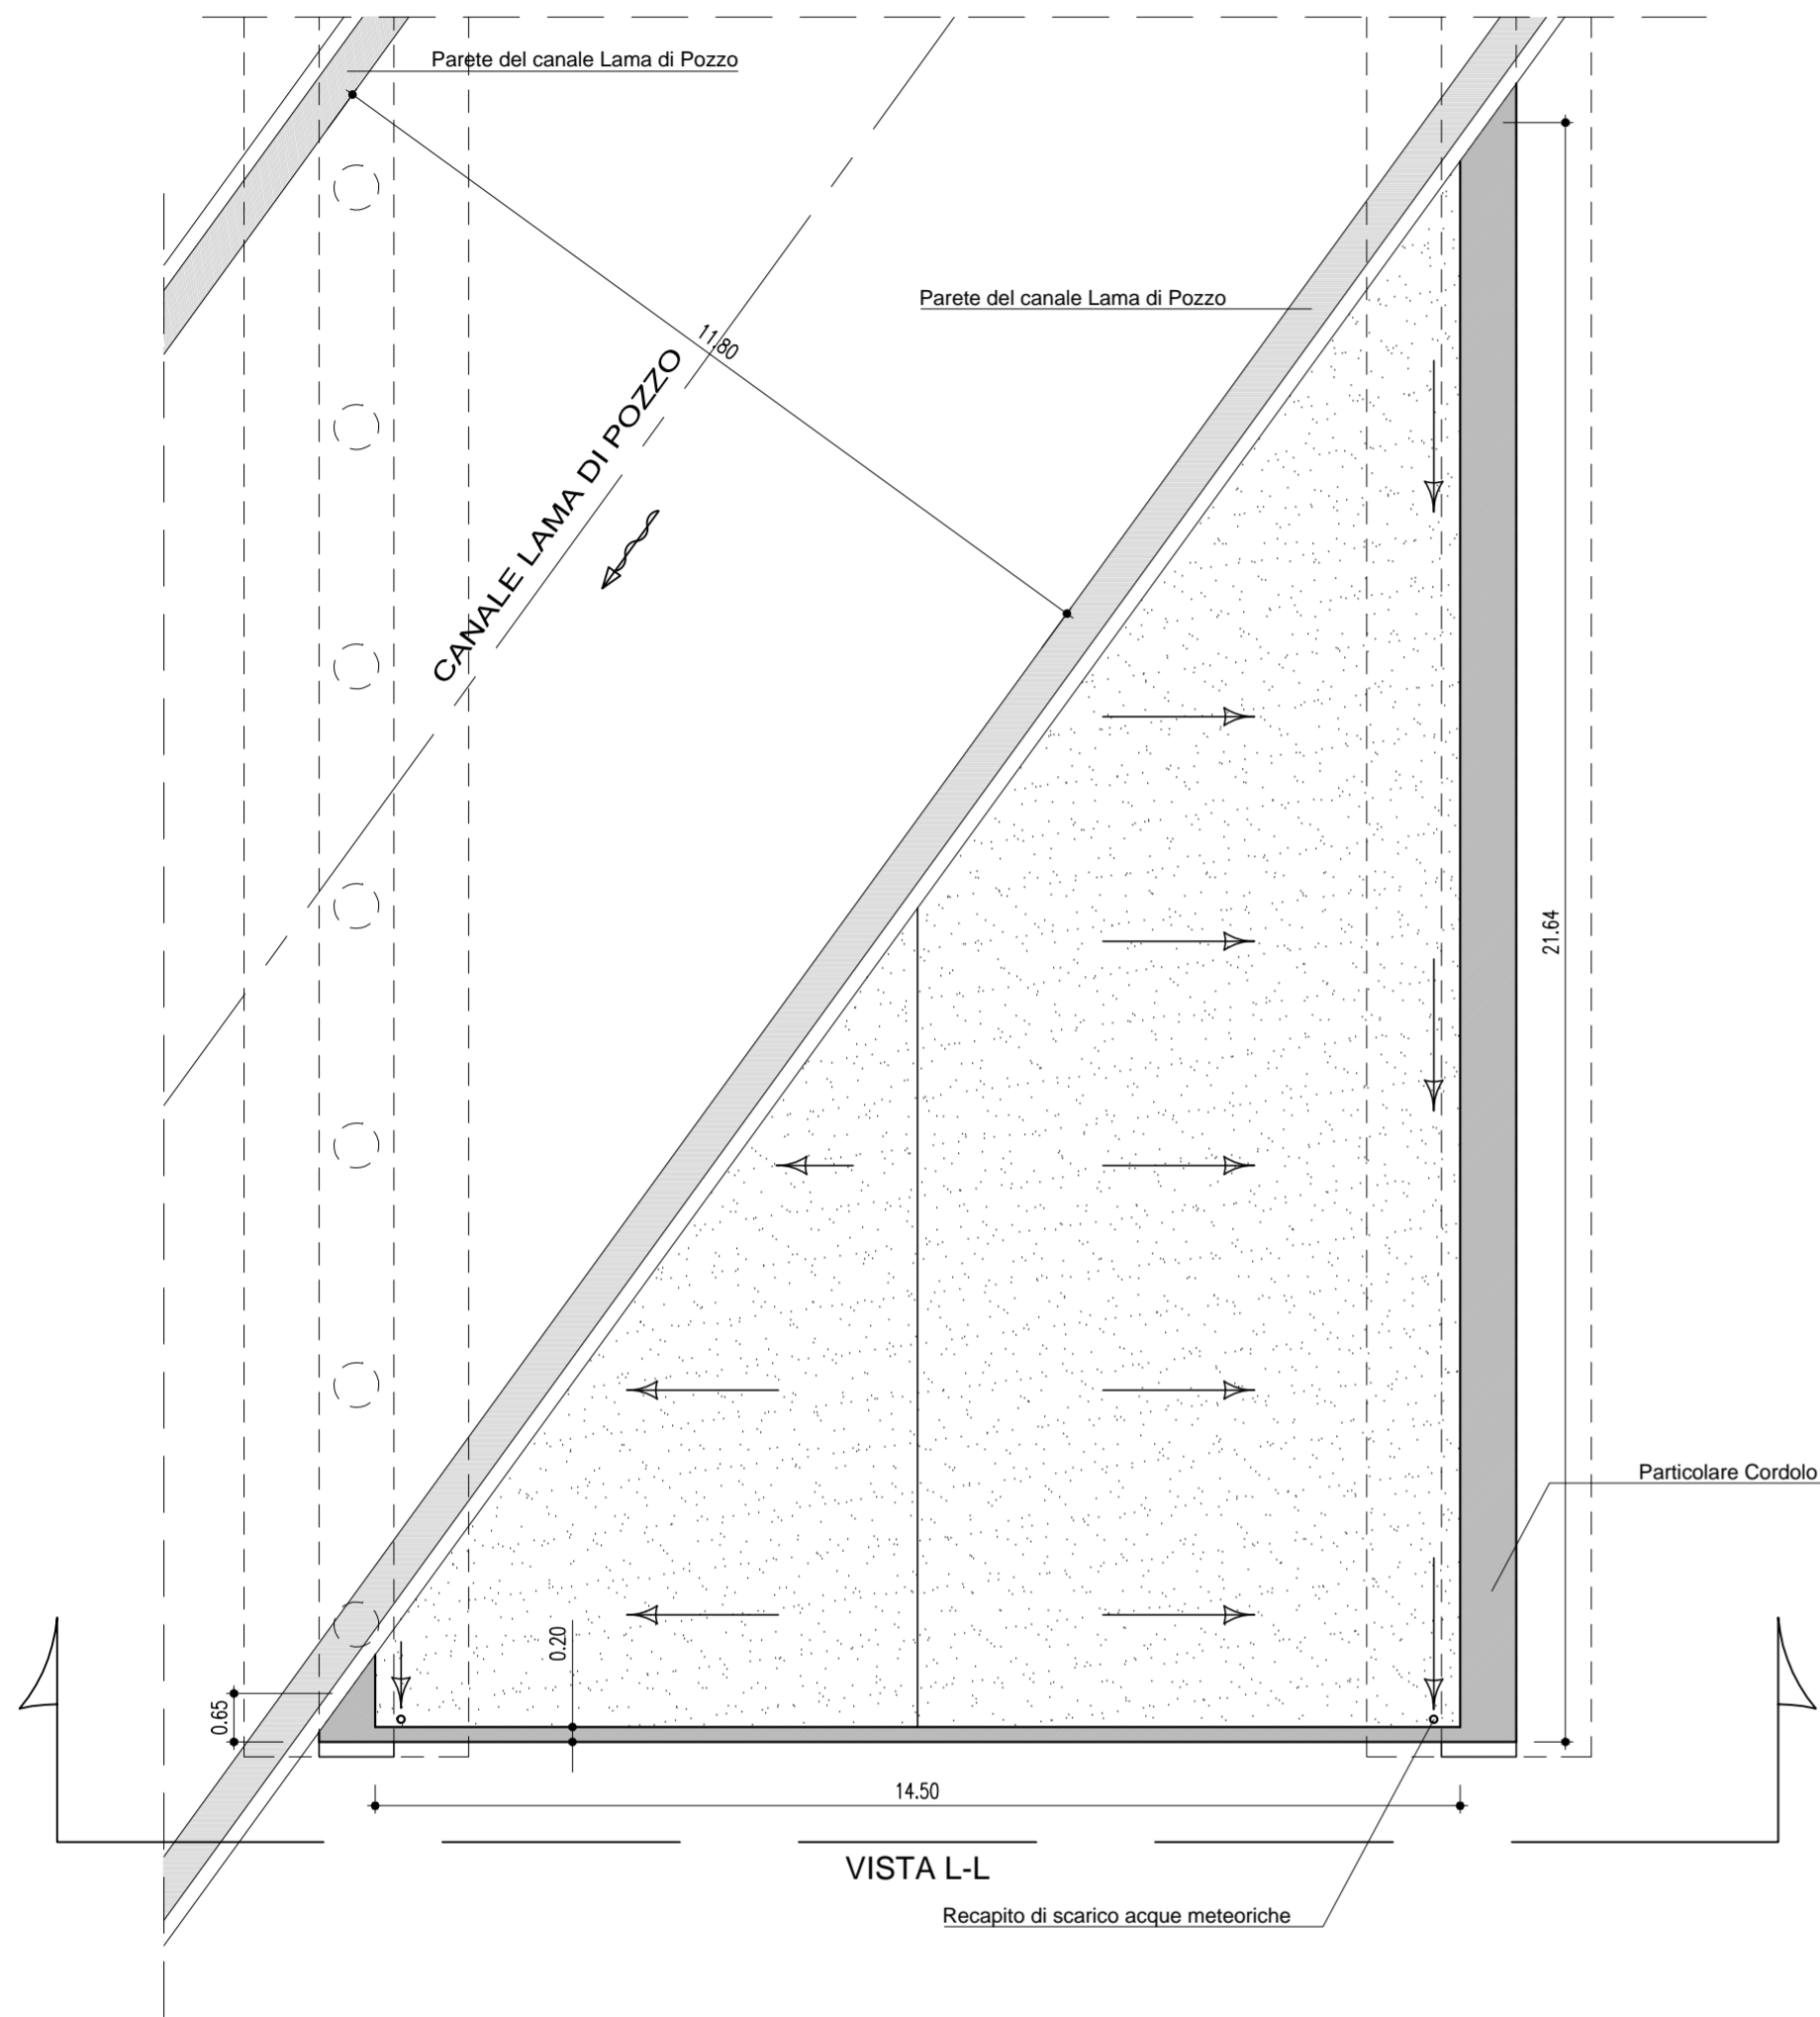 Parete del canale Lama di Pozzo
Parete del canale Lama di Pozzo
11.80
CANALE LAMA DI POZZO
21.64
Particolare Cordolo
0.20
0.65
14.50
VISTA L-L
Recapito di scarico acque meteoriche